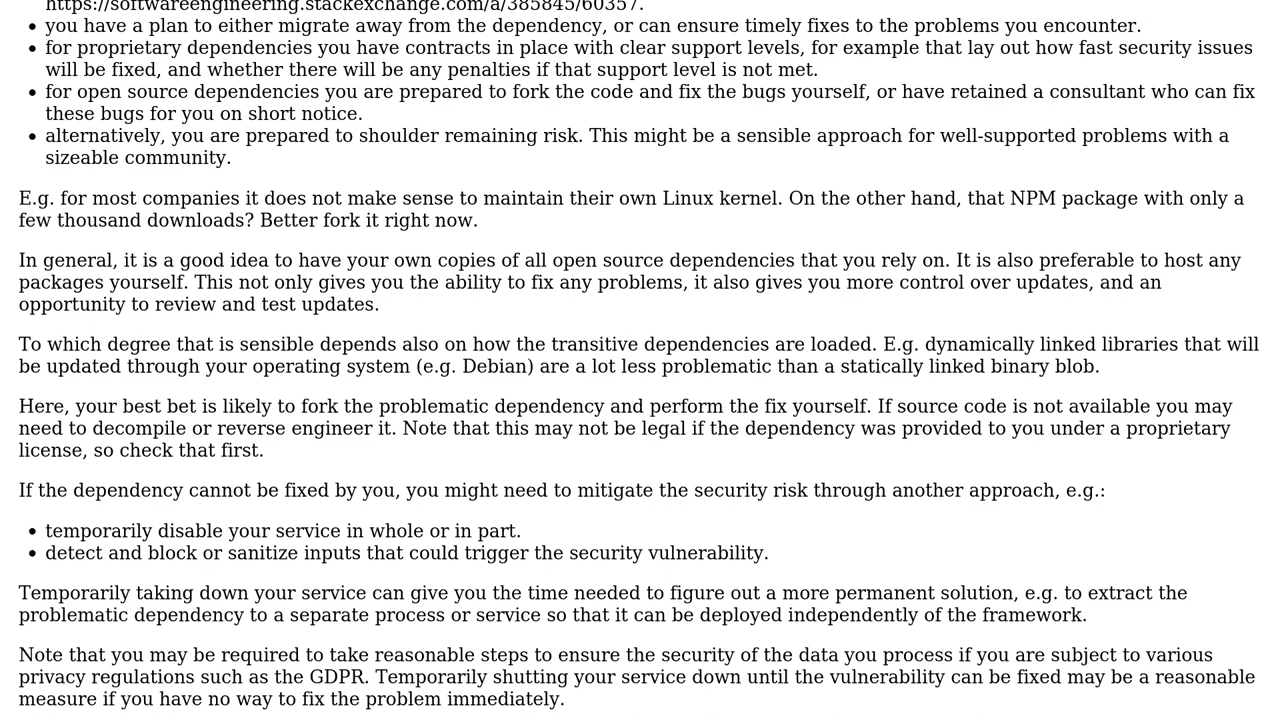 https://softwareengineering.stackexchange.com/a/385845/60357.
• you have a plan to either migrate away from the dependency, or can ensure timely fixes to the problems you encounter.
• for proprietary dependencies you have contracts in place with clear support levels, for example that lay out how fast security issues
will be fixed, and whether there will be any penalties if that support level is not met.
• for open source dependencies you are prepared to fork the code and fix the bugs yourself, or have retained a consultant who can fix
these bugs for you on short notice.
• alternatively, you are prepared to shoulder remaining risk. This might be a sensible approach for well-supported problems with a
sizeable community.
E.g. for most companies it does not make sense to maintain their own Linux kernel. On the other hand, that NPM package with only a
few thousand downloads? Better fork it right now.
In general, it is a good idea to have your own copies of all open source dependencies that you rely on. It is also preferable to host any
packages yourself. This not only gives you the ability to fix any problems, it also gives you more control over updates, and an
opportunity to review and test updates.
To which degree that is sensible depends also on how the transitive dependencies are loaded. E.g. dynamically linked libraries that will
be updated through your operating system (e.g. Debian) are a lot less problematic than a statically linked binary blob.
Here, your best bet is likely to fork the problematic dependency and perform the fix yourself. If source code is not available you may
need to decompile or reverse engineer it. Note that this may not be legal if the dependency was provided to you under a proprietary
license, so check that first.
If the dependency cannot be fixed by you, you might need to mitigate the security risk through another approach, e.g.:
• temporarily disable your service in whole or in part.
• detect and block or sanitize inputs that could trigger the security vulnerability.
Temporarily taking down your service can give you the time needed to figure out a more permanent solution, e.g. to extract the
problematic dependency to a separate process or service so that it can be deployed independently of the framework.
Note that you may be required to take reasonable steps to ensure the security of the data you process if you are subject to various
privacy regulations such as the GDPR. Temporarily shutting your service down until the vulnerability can be fixed may be a reasonable
measure if you have no way to fix the problem immediately.